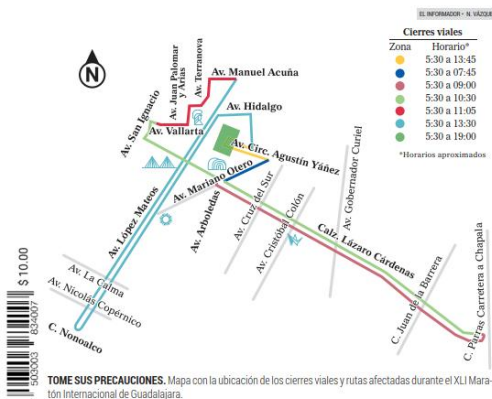 EL INFORMADOR • N. VÁZQUEZ
Cierres viales
Zona Horario*
5:30 a 13:45
5:30 a 07:45
5:30 a 09:00
5:30 a 10:30
5:30 a 11:05
5:30 a 13:30
5:30 a 19:00
*Horarios aproximados
N
Av. San Ignacio
Av. Juan Palomar
y Arias
Av. Terranova
Av. Manuel Acuña
Av. Hidalgo
Av. Vallarta
Av. Circ. Agustín Yáñez
Av. Mariano Otero
Av. López Mateos
Av. Arboledas
Av. Cruz del Sur
Av. Cristóbal Colón
Av. Gobernador Curiel
Calz. Lázaro Cárdenas
C. Juan de la Barrera
C. Parras Carretera a Chapala
Av. La Calma
Av. Nicolás Copérnico
C. Nonoalco
$ 10.00
503003 834007
TOME SUS PRECAUCIONES. Mapa con la ubicación de los cierres viales y rutas afectadas durante el XLI Mara-
tón Internacional de Guadalajara.